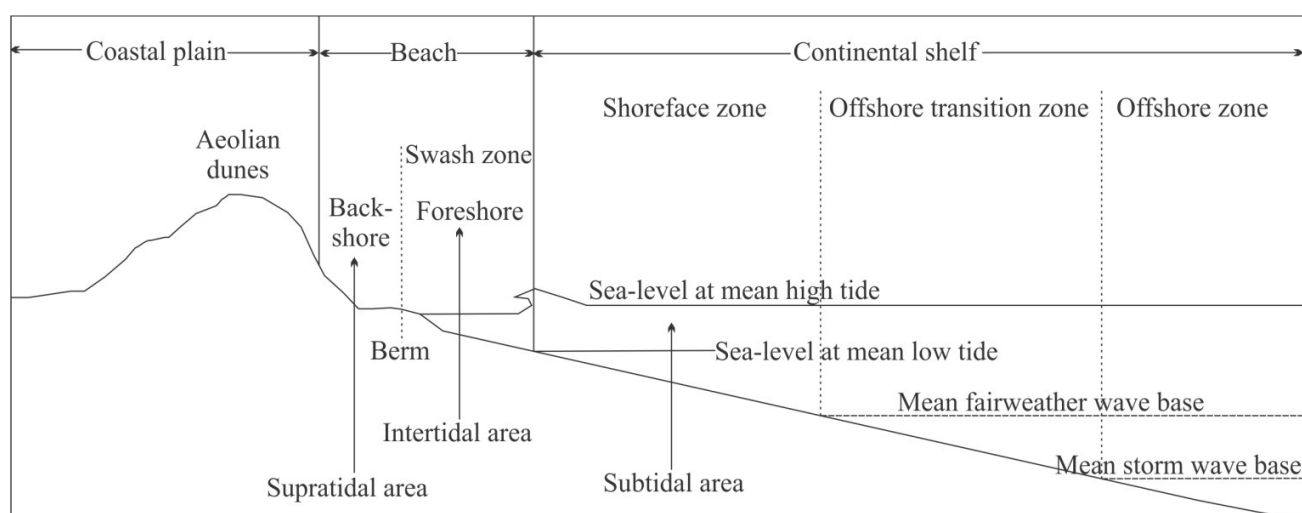 Coastal plain
Beach
Continental shelf
Shoreface zone
Offshore transition zone
Offshore zone
Aeolian
dunes
Swash zone
Back-
shore
Foreshore
Sea-level at mean high tide
Berm
Sea-level at mean low tide
Mean fairweather wave base
Intertidal area
Mean storm wave base
Supratidal area
Subtidal area